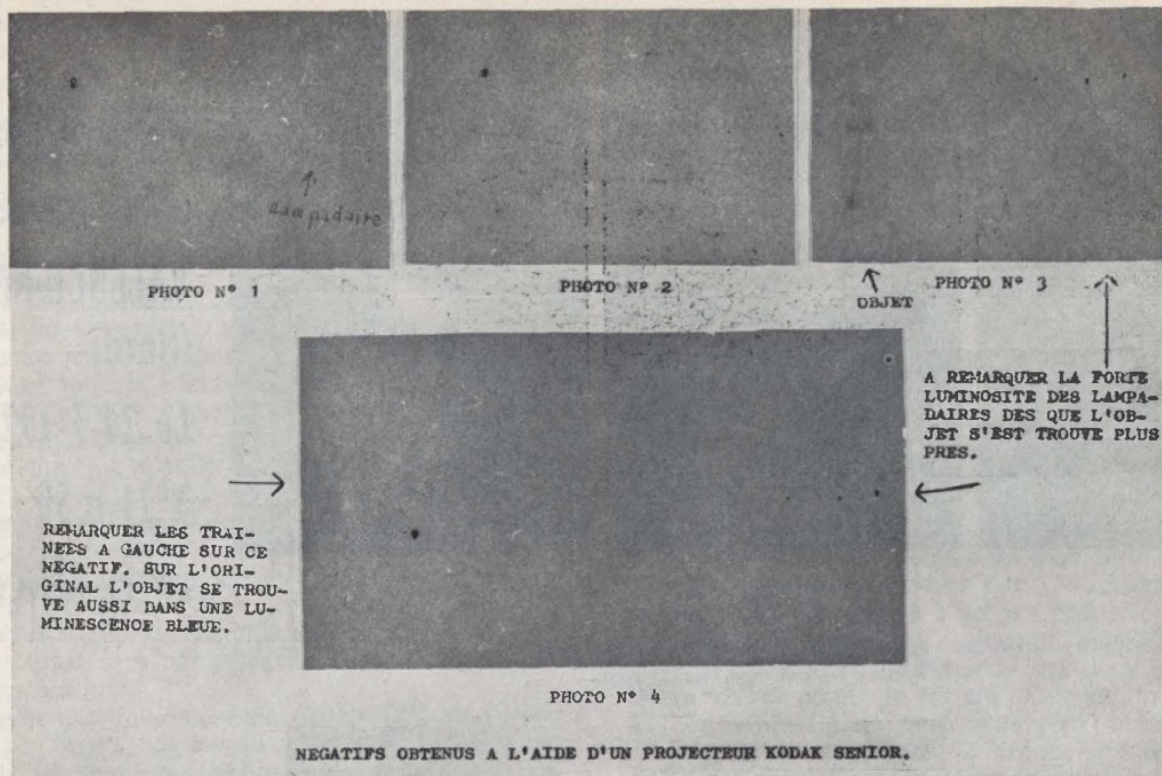 lampadaire
PHOTO N° 1
PHOTO N° 2
PHOTO N° 3
OBJET
A REMARQUER LA FORTE
LUMINOSITE DES LAMPA-
DAIRES DES QUE L'OB-
JET S'EST TROUVE PLUS
PRES.
REMARQUER LES TRAI-
NEES A GAUCHE SUR CE
NEGATIF. SUR L'ORI-
GINAL L'OBJET SE TROU-
VE AUSSI DANS UNE LU-
MINESCENCE BLEUE.
PHOTO N° 4
NEGATIFS OBTENUS A L'AIDE D'UN PROJECTEUR KODAK SENIOR.